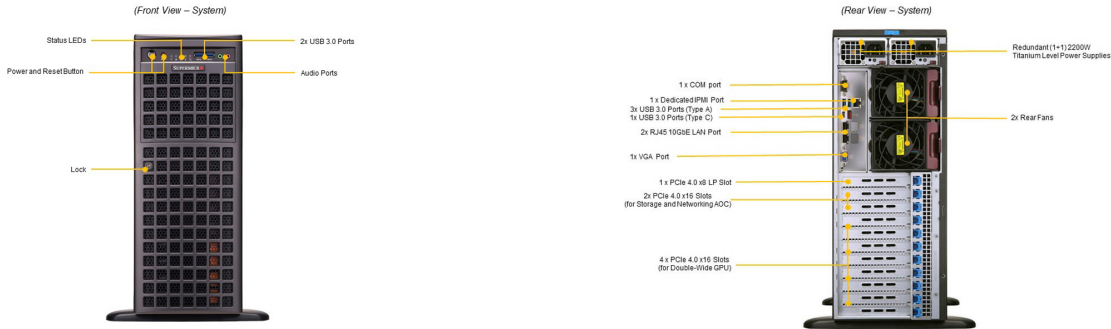 (Front View – System)
Status LEDs
2x USB 3.0 Ports
Power and Reset Button
Audio Ports
SUPERMICRO
Lock
(Rear View – System)
Redundant (1+1) 2200W
Titanium Level Power Supplies
1 x COM port
1 x Dedicated IPMI Port
3x USB 3.0 Ports (Type A)
1x USB 3.0 Ports (Type C)
2x Rear Fans
2x RJ45 10GbE LAN Port
1x VGA Port
1 x PCIe 4.0 x8 LP Slot
2x PCIe 4.0 x16 Slots
(for Storage and Networking AOC)
4 x PCIe 4.0 x16 Slots
(for Double-Wide GPU)